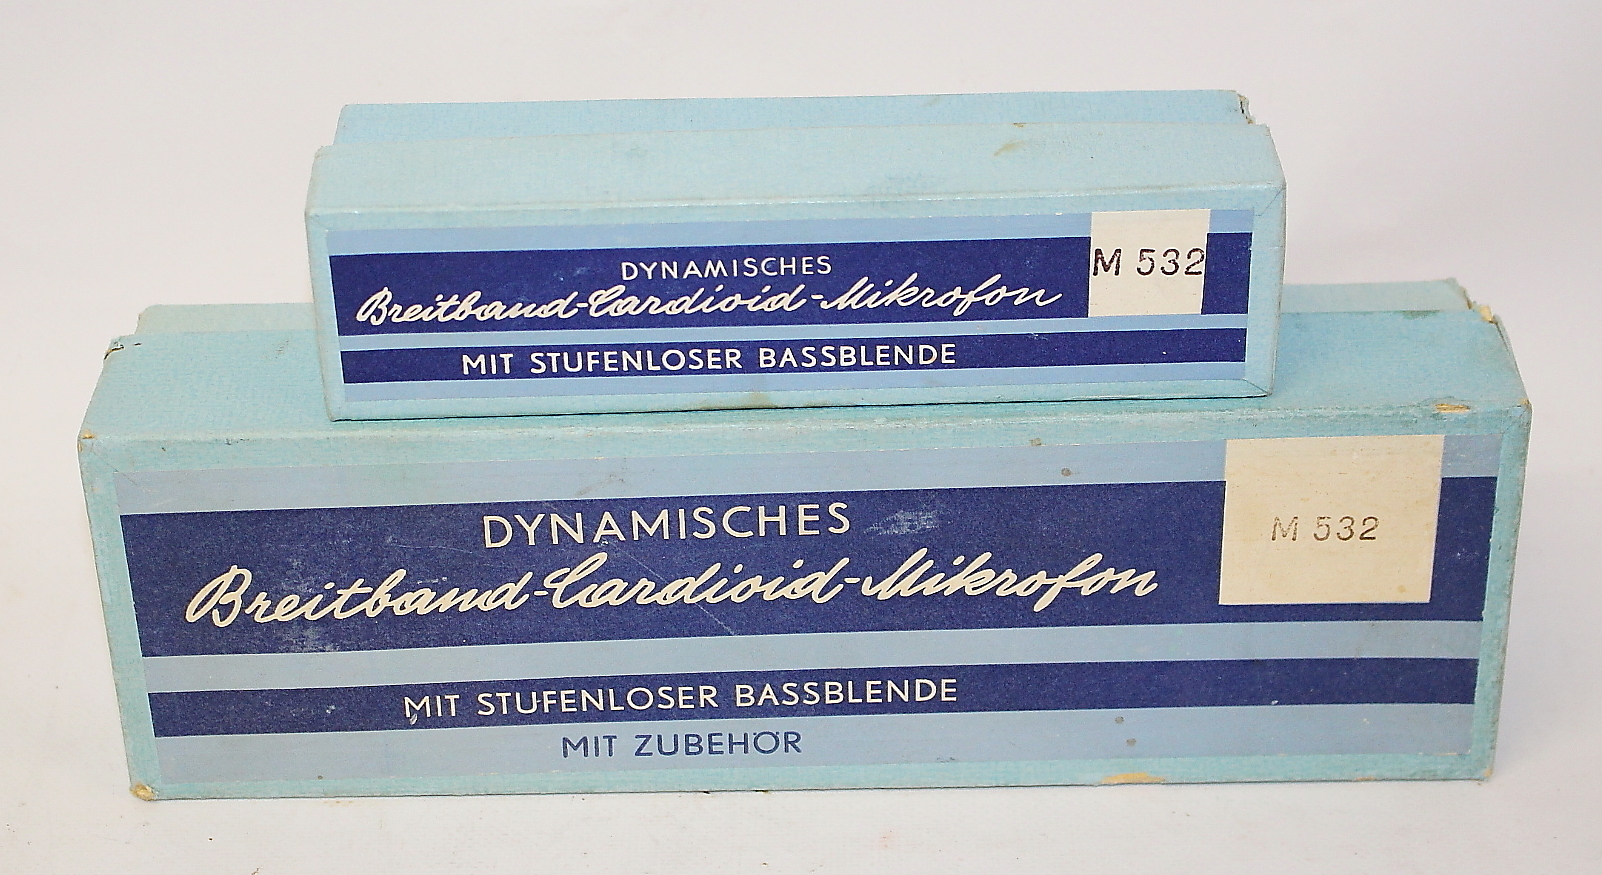 DYNAMISCHES
Breitband-Cardioid-Mikrofon
M 532
MIT STUFENLOSER BASSBLENDE
DYNAMISCHES
Breitband-Cardioid-Mikrofon
M 532
MIT STUFENLOSER BASSBLENDE
MIT ZUBEHÖR